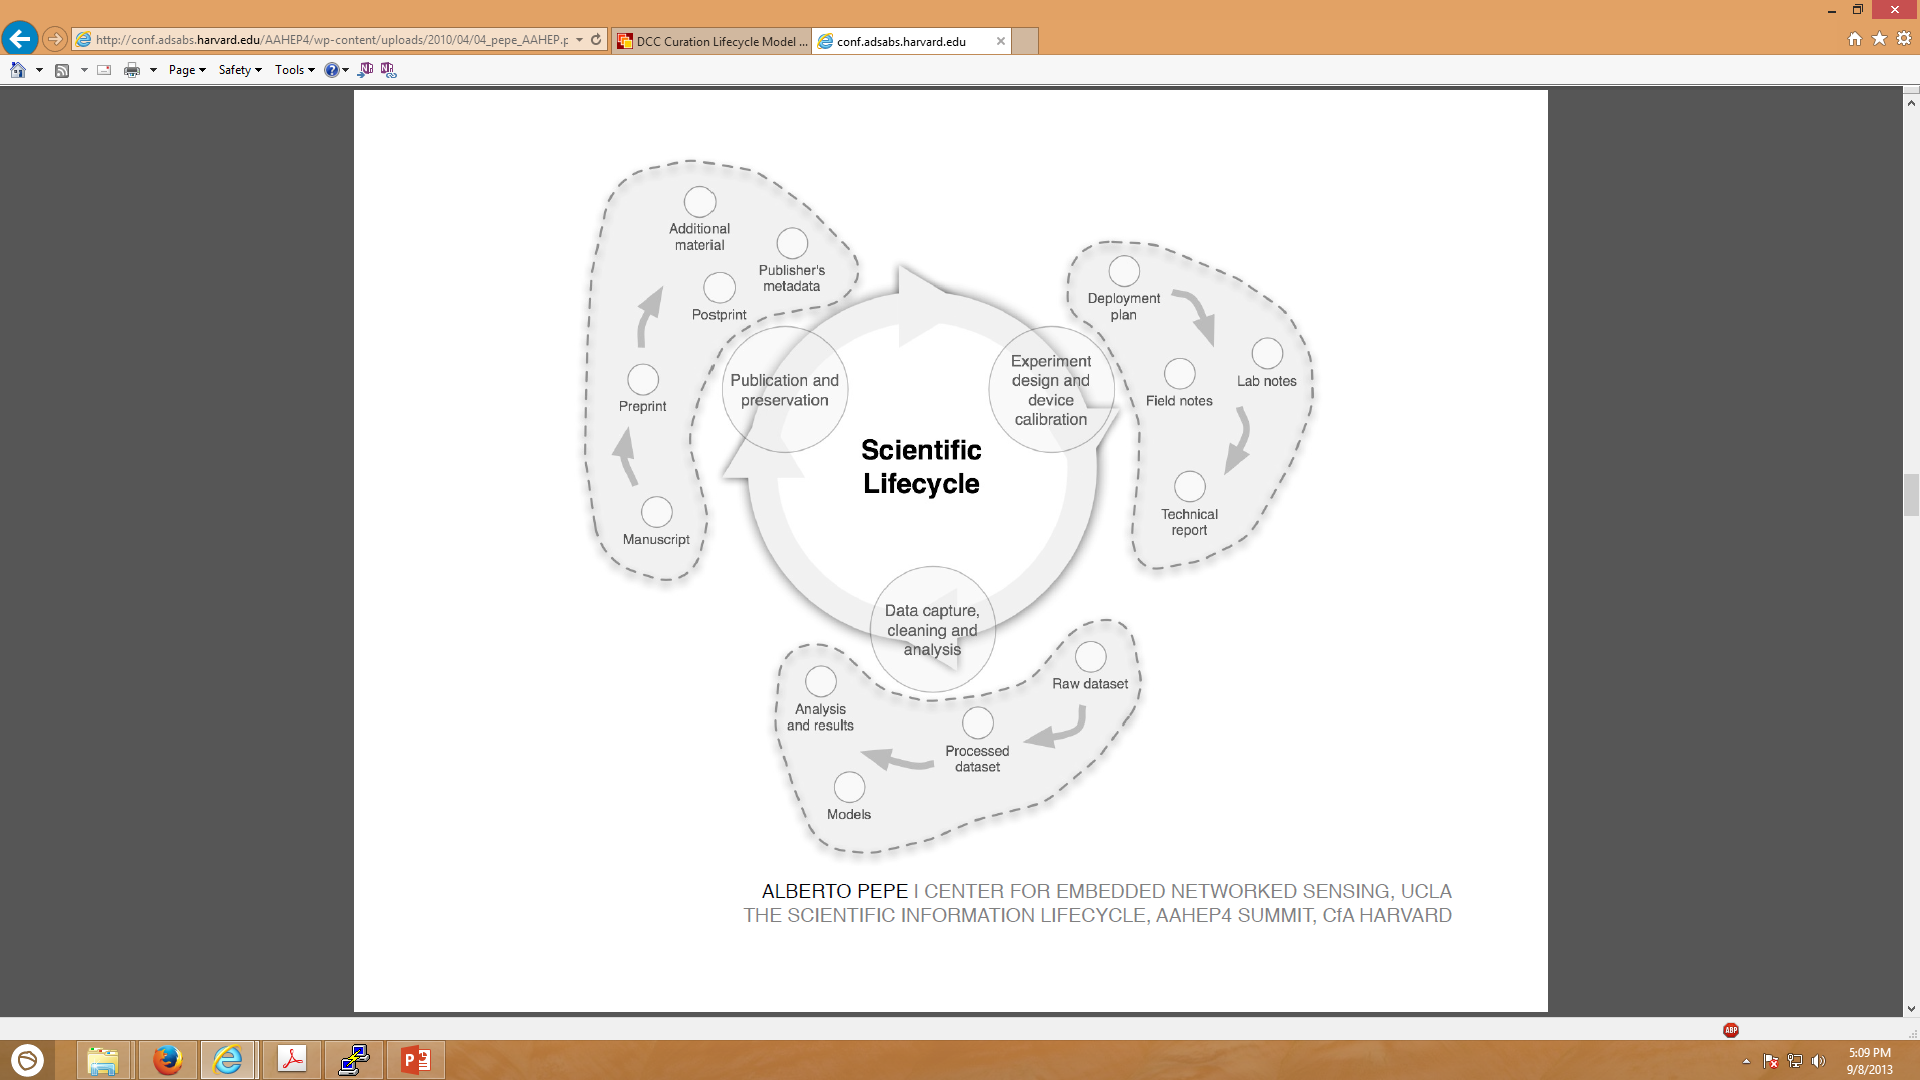 http://conf.adsabs.harvard.edu/AAHEP4/wp-content/uploads/2010/04/04_pepe_AAHEP.p
DCC Curation Lifecycle Model ...
conf.adsabs.harvard.edu
Page
Safety
Tools
Additional
material
Publisher's
metadata
Postprint
Preprint
Manuscript
Publication and
preservation
Deployment
plan
Field notes
Lab notes
Technical
report
Experiment
design and
device
calibration
Scientific
Lifecycle
Data capture,
cleaning and
analysis
Raw dataset
Processed
dataset
Analysis
and results
Models
ALBERTO PEPE | CENTER FOR EMBEDDED NETWORKED SENSING, UCLA
THE SCIENTIFIC INFORMATION LIFECYCLE, AAHEP4 SUMMIT, CfA HARVARD
ABP
5:09 PM
9/8/2013